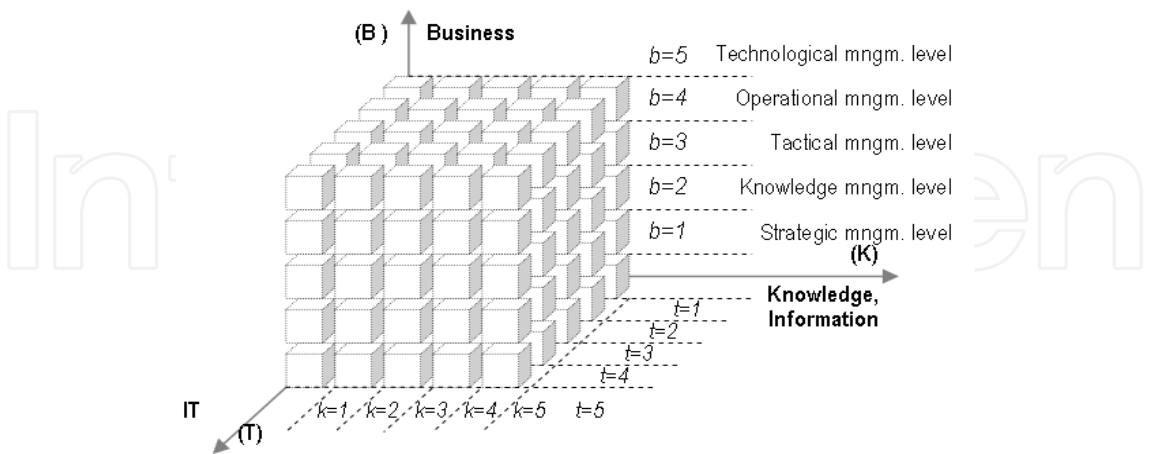 (B ) Business
b=5 Technological mngm. level
b=4 Operational mngm. level
b=3 Tactical mngm. level
b=2 Knowledge mngm. level
b=1 Strategic mngm. level
(K)
Knowledge,
Information
t=1
t=2
t=3
t=4
IT
(T)
k=1 k=2 k=3 k=4 k=5 t=5